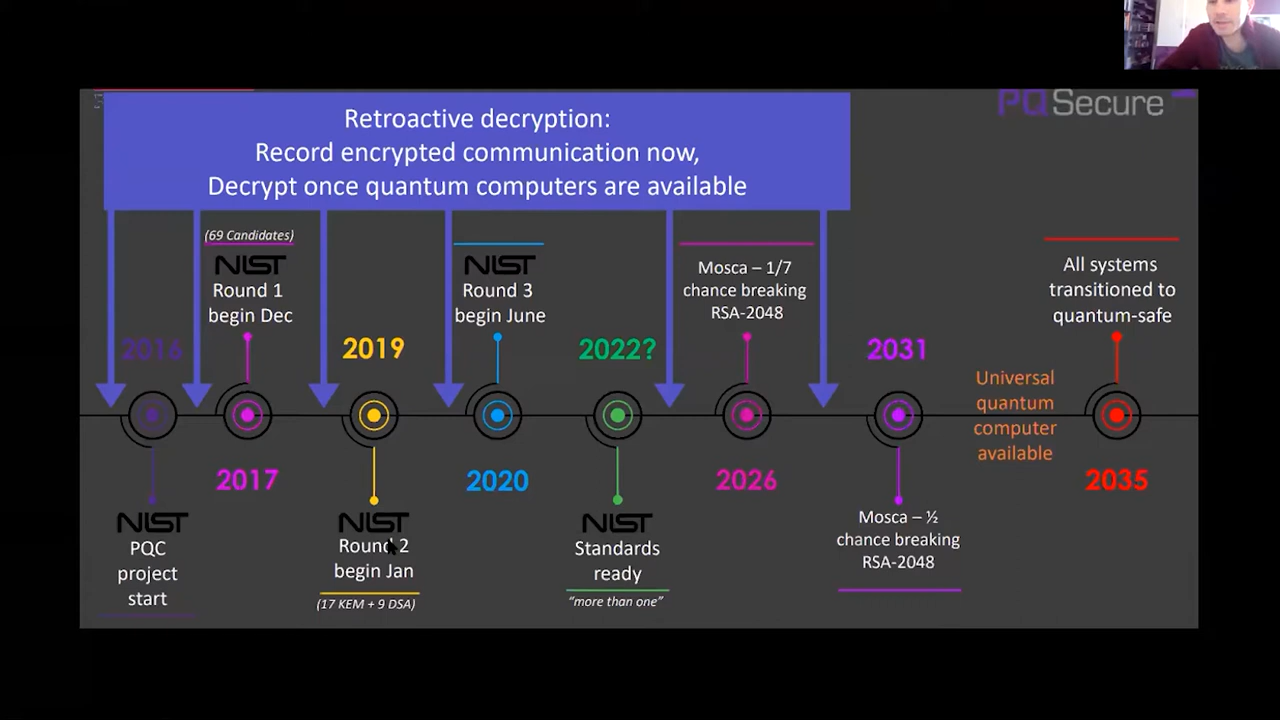 PQSecure
Retroactive decryption:
Record encrypted communication now,
Decrypt once quantum computers are available
(69 Candidates)
NIST
Round 1
begin Dec
NIST
Round 3
begin June
Mosca – 1/7
chance breaking
RSA-2048
All systems
transitioned to
quantum-safe
2016
2019
2022?
2031
Universal
quantum
computer
available
2017
2020
2026
2035
NIST
PQC
project
start
NIST
Round 2
begin Jan
(17 KEM + 9 DSA)
NIST
Standards
ready
“more than one”
Mosca – ½
chance breaking
RSA-2048